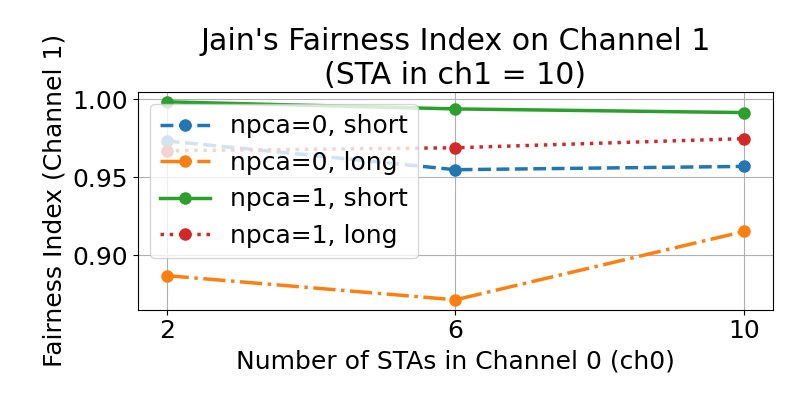 Jain's Fairness Index on Channel 1
(STA in ch1 = 10)
Fairness Index (Channel 1)
1.00
0.95
0.90
npca=0, short
npca=0, long
npca=1, short
npca=1, long
2
6
10
Number of STAs in Channel 0 (ch0)